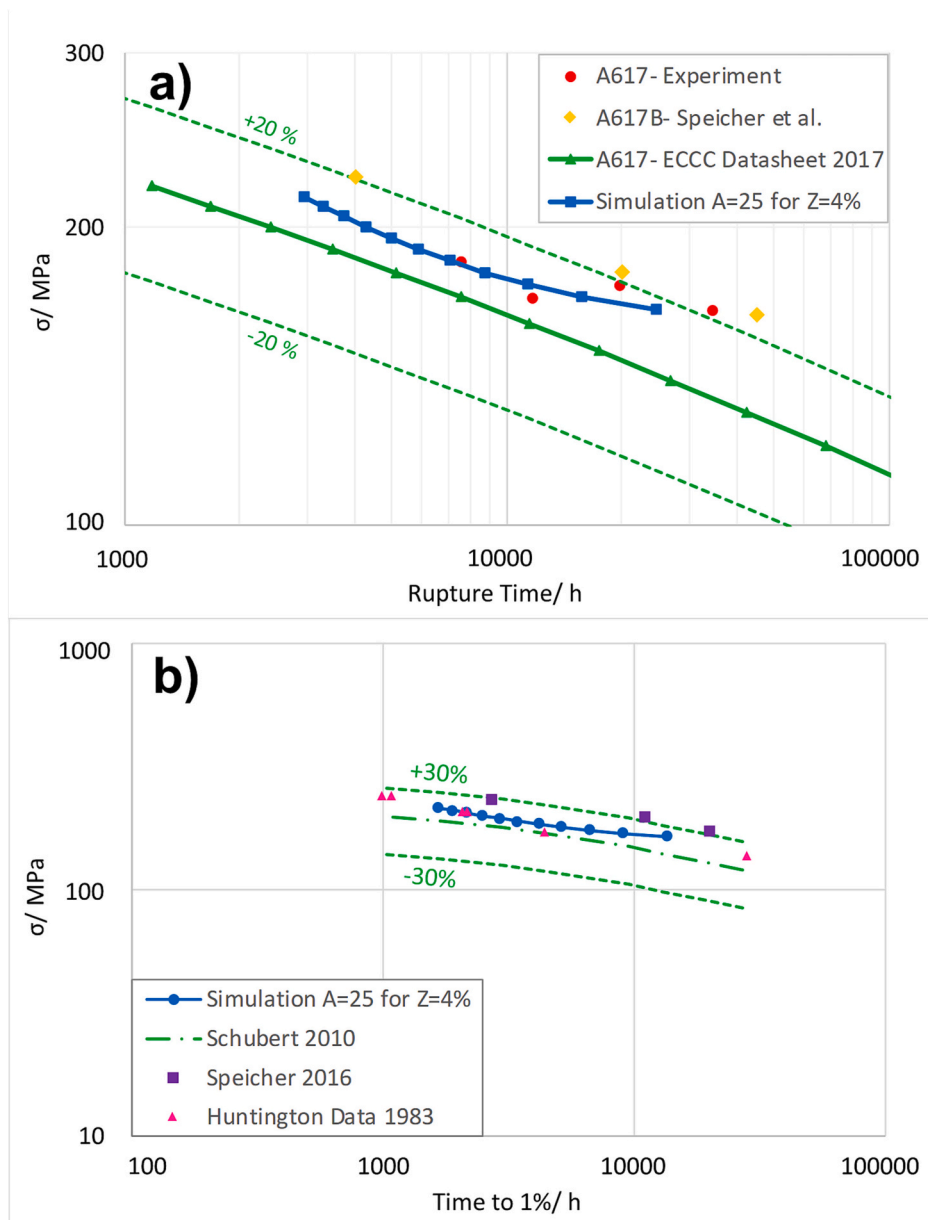 300
a)
A617- Experiment
A617B- Speicher et al.
A617- ECCC Datasheet 2017
Simulation A=25 for Z=4%
+20 %
200
σ/ MPa
-20 %
100
1000
10000
100000
Rupture Time/ h
1000
b)
+30%
σ/ MPa
100
-30%
Simulation A=25 for Z=4%
Schubert 2010
Speicher 2016
Huntington Data 1983
10
100
1000
10000
100000
Time to 1%/ h